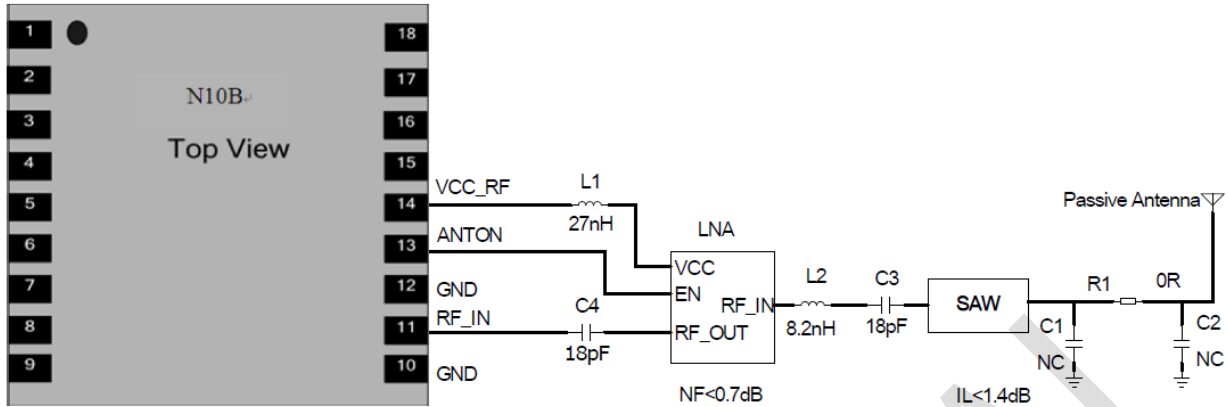 1
18
2
17
N10B
3
16
Top View
4
15
VCC_RF
L1
5
14
27nH
Passive Antenna
ANTON
LNA
6
13
VCC
7
12
GND
C4
EN
L2
C3
SAW
R1
0R
RF_IN
RF_IN
8
11
18pF
RF_OUT
8.2nH
18pF
C1
C2
NC
NC
9
10
GND
NF<0.7dB
IL<1.4dB